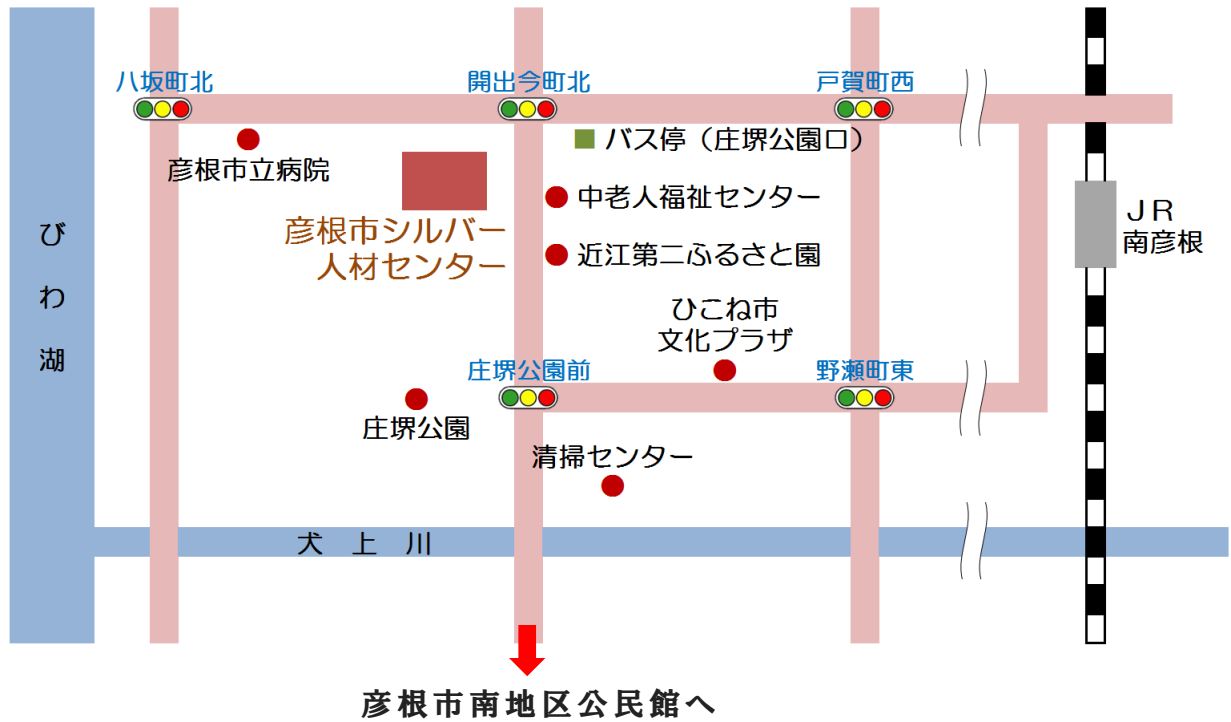 八坂町北
開出今町北
戸賀町西
バス停（庄堺公園口）
彦根市立病院
中老人福祉センター
彦根市シルバー
人材センター
近江第二ふるさと園
ＪＲ
南彦根
びわ湖
ひこね市
文化プラザ
庄堺公園前
野瀬町東
庄堺公園
清掃センター
犬上川
彦根市南地区公民館へ